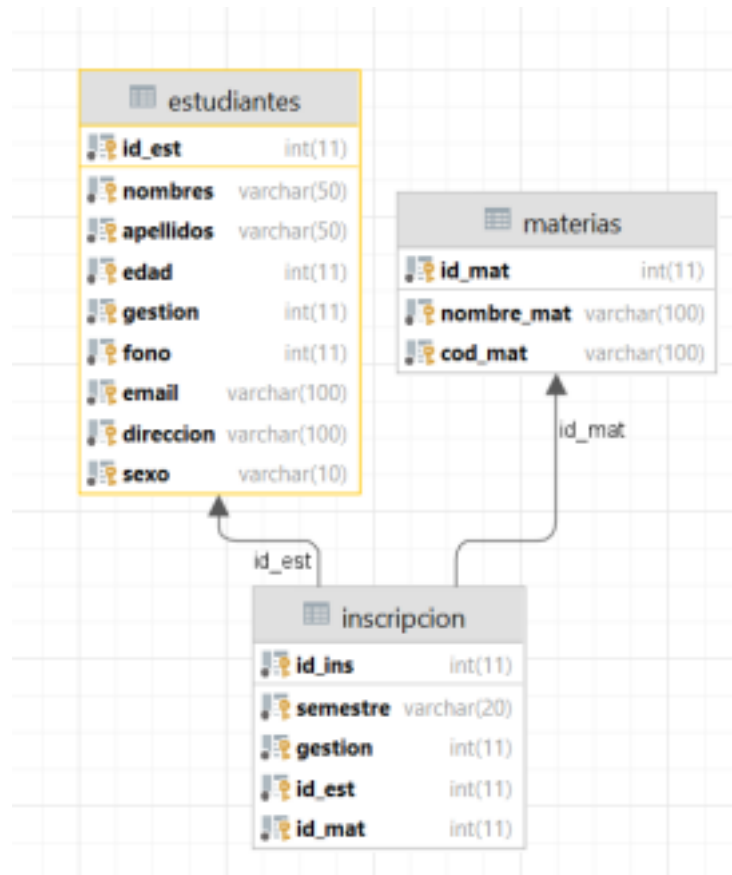 estudiantes
id_est int(11)
nombres varchar(50)
apellidos varchar(50)
edad int(11)
gestion int(11)
fono int(11)
email varchar(100)
direccion varchar(100)
sexo varchar(10)
materias
id_mat int(11)
nombre_mat varchar(100)
cod_mat varchar(100)
id_mat
id_est
inscripcion
id_ins int(11)
semestre varchar(20)
gestion int(11)
id_est int(11)
id_mat int(11)